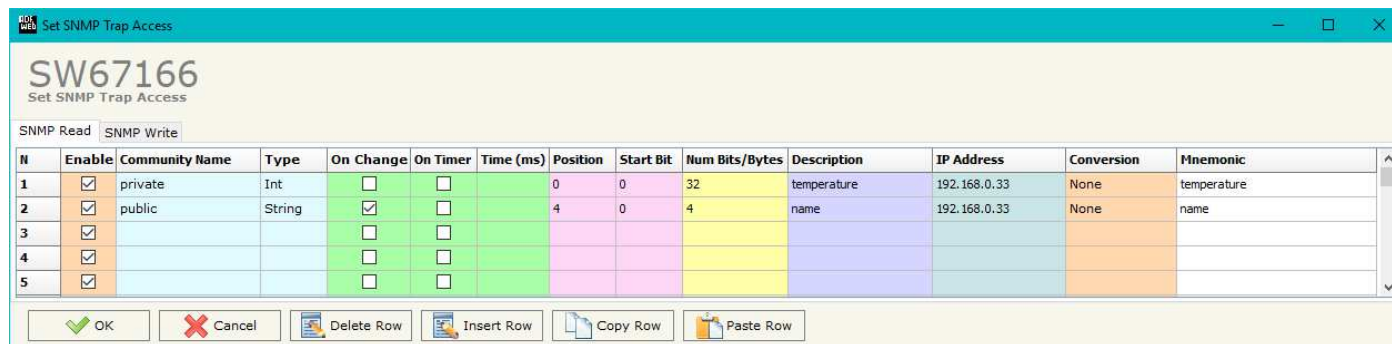 ADF WEB Set SNMP Trap Access
SW67166
Set SNMP Trap Access
SNMP Read SNMP Write
N Enable Community Name Type On Change On Timer Time (ms) Position Start Bit Num Bits/Bytes Description IP Address Conversion Mnemonic
1 private Int 0 0 32 temperature 192.168.0.33 None temperature
2 public String 4 0 4 name 192.168.0.33 None name
3
4
5
OK Cancel Delete Row Insert Row Copy Row Paste Row